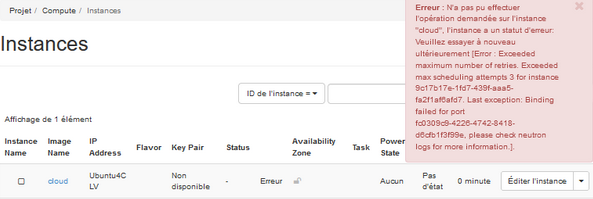 Projet / Compute / Instances
Instances
Erreur : N'a pas pu effectuer
l'opération demandée sur l'instance
"cloud", l'instance a un statut d'erreur:
Veuillez essayer à nouveau
ultérieurement [Error : Exceeded
maximum number of retries. Exceeded
max scheduling attempts 3 for instance
9c17b17e-1fd7-439f-aaa5-
fa2f1af6afd7. Last exception: Binding
failed for port
fc0309c9-4226-4742-8418-
d6cfb1f3f99e, please check neutron
logs for more information.].
ID de l'instance =
Affichage de 1 élément
Instance Name Image Name IP Address Flavor Key Pair Status Availability Zone Task Power State
cloud Ubuntu4C LV Non disponible - Erreur Aucun Pas d'état 0 minute Éditer l'instance